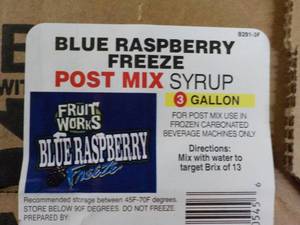 B291-3F
BLUE RASPBERRY
FREEZE
POST MIX SYRUP
3 GALLON
FOR POST MIX USE IN
FROZEN CARBONATED
BEVERAGE MACHINES ONLY
Directions:
Mix with water to
target Brix of 13
FRUIT
WORKS
BLUE RASPBERRY
Freeze
Recommended storage between 45F-70F degrees.
STORE BELOW 90F DEGREES. DO NOT FREEZE
PREPARED BY